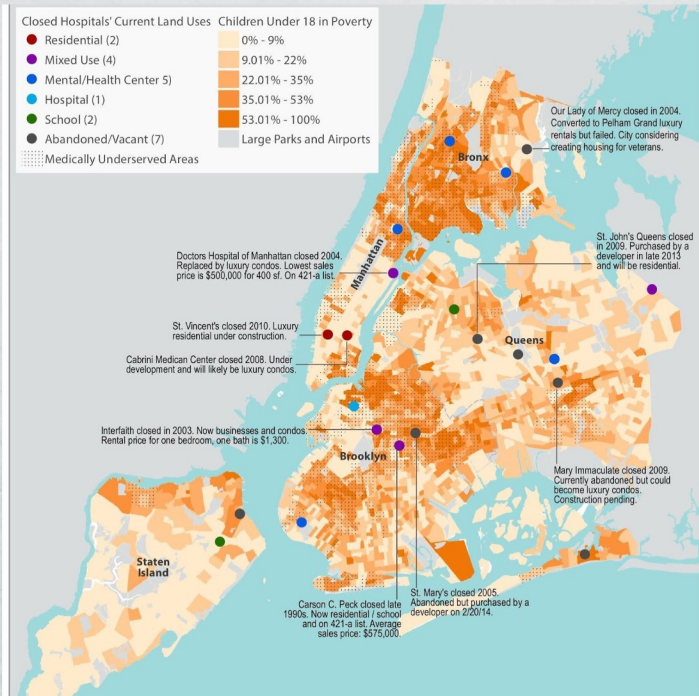 Closed Hospitals' Current Land Uses
Residential (2)
Mixed Use (4)
Mental/Health Center 5)
Hospital (1)
School (2)
Abandoned/Vacant (7)
Medically Underserved Areas
Children Under 18 in Poverty
0% - 9%
9.01% - 22%
22.01% - 35%
35.01% - 53%
53.01% - 100%
Large Parks and Airports
Our Lady of Mercy closed in 2004.
Converted to Pelham Grand luxury
rentals but failed. City considering
creating housing for veterans.
Bronx
St. John's Queens closed
in 2009. Purchased by a
developer in late 2013
and will be residential.
Manhattan
Doctors Hospital of Manhattan closed 2004.
Replaced by luxury condos. Lowest sales
price is $500,000 for 400 sf. On 421-a list.
St. Vincent's closed 2010. Luxury
residential under construction.
Queens
Cabrini Medican Center closed 2008. Under
development and will likely be luxury condos.
Interfaith closed in 2003. Now businesses and condos.
Rental price for one bedroom, one bath is $1,300.
Brooklyn
Mary Immaculate closed 2009.
Currently abandoned but could
become luxury condos.
Construction pending.
Staten
Island
Carson C. Peck closed late
1990s. Now residential / school
and on 421-a list. Average
sales price: $575,000.
St. Mary's closed 2005.
Abandoned but purchased by a
developer on 2/20/14.